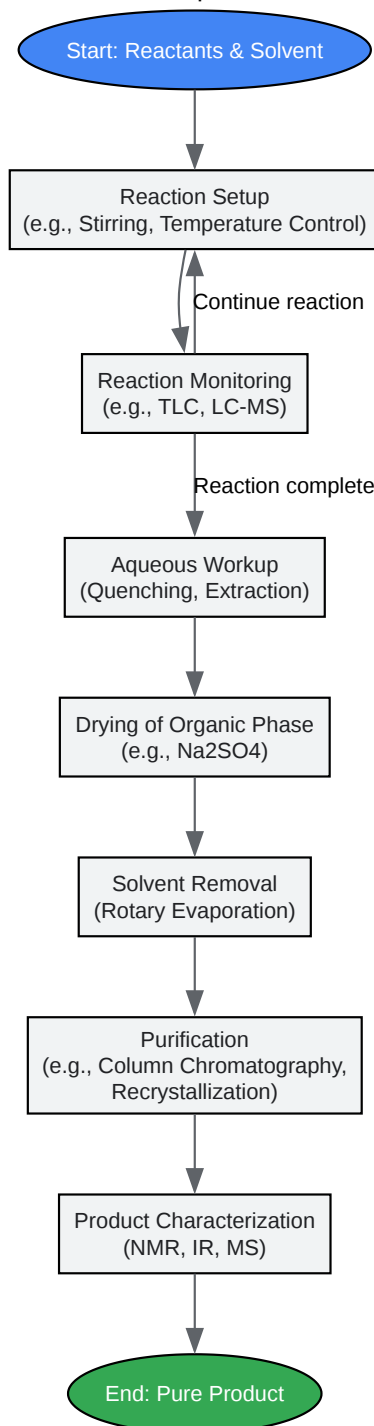 Start: Reactants & Solvent
Reaction Setup
(e.g., Stirring, Temperature Control)
Continue reaction
Reaction Monitoring
(e.g., TLC, LC-MS)
Reaction complete
Aqueous Workup
(Quenching, Extraction)
Drying of Organic Phase
(e.g., Na2SO4)
Solvent Removal
(Rotary Evaporation)
Purification
(e.g., Column Chromatography,
Recrystallization)
Product Characterization
(NMR, IR, MS)
End: Pure Product